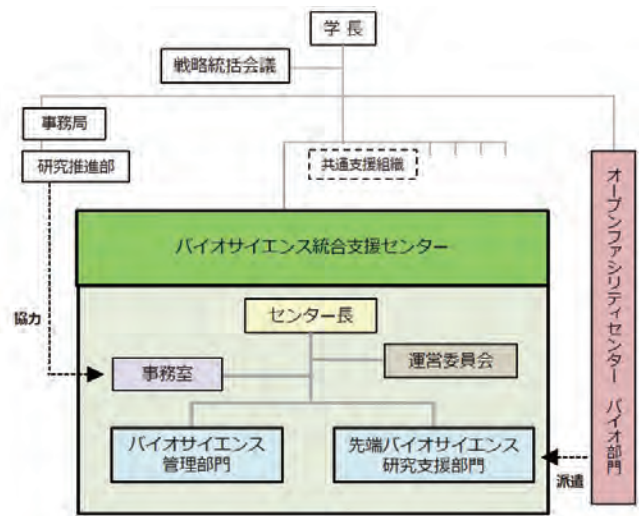 学長
戦略統括会議
事務局
研究推進部
共通支援組織
バイオサイエンス統合支援センター
オープンファシリティセンター バイオ部門
センター長
協力
運営委員会
事務室
バイオサイエンス
管理部門
先端バイオサイエンス
研究支援部門
派遣